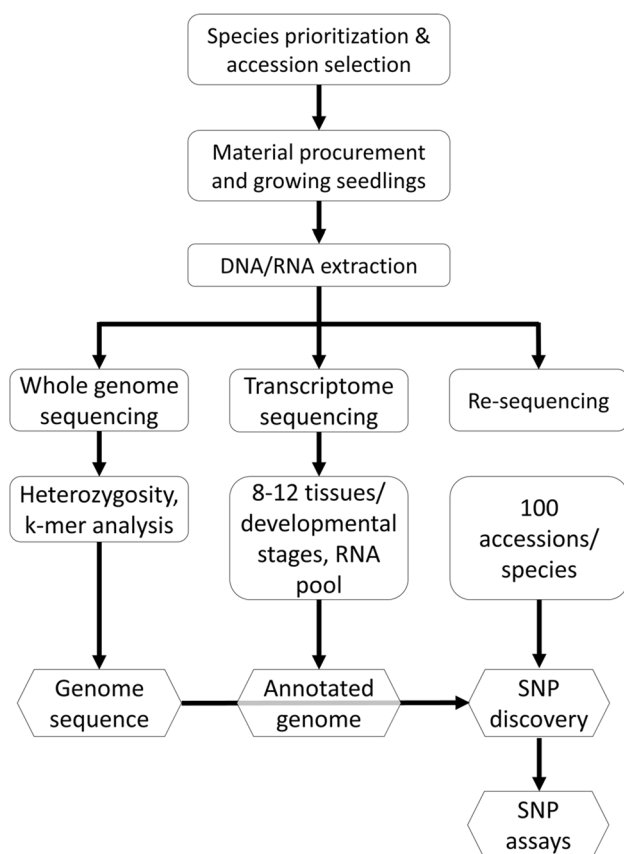 Species prioritization &
accession selection
Material procurement
and growing seedlings
DNA/RNA extraction
Whole genome
sequencing
Transcriptome
sequencing
Re-sequencing
Heterozygosity,
k-mer analysis
8-12 tissues/
developmental
stages, RNA
pool
100
accessions/
species
Genome
sequence
Annotated
genome
SNP
discovery
SNP
assays